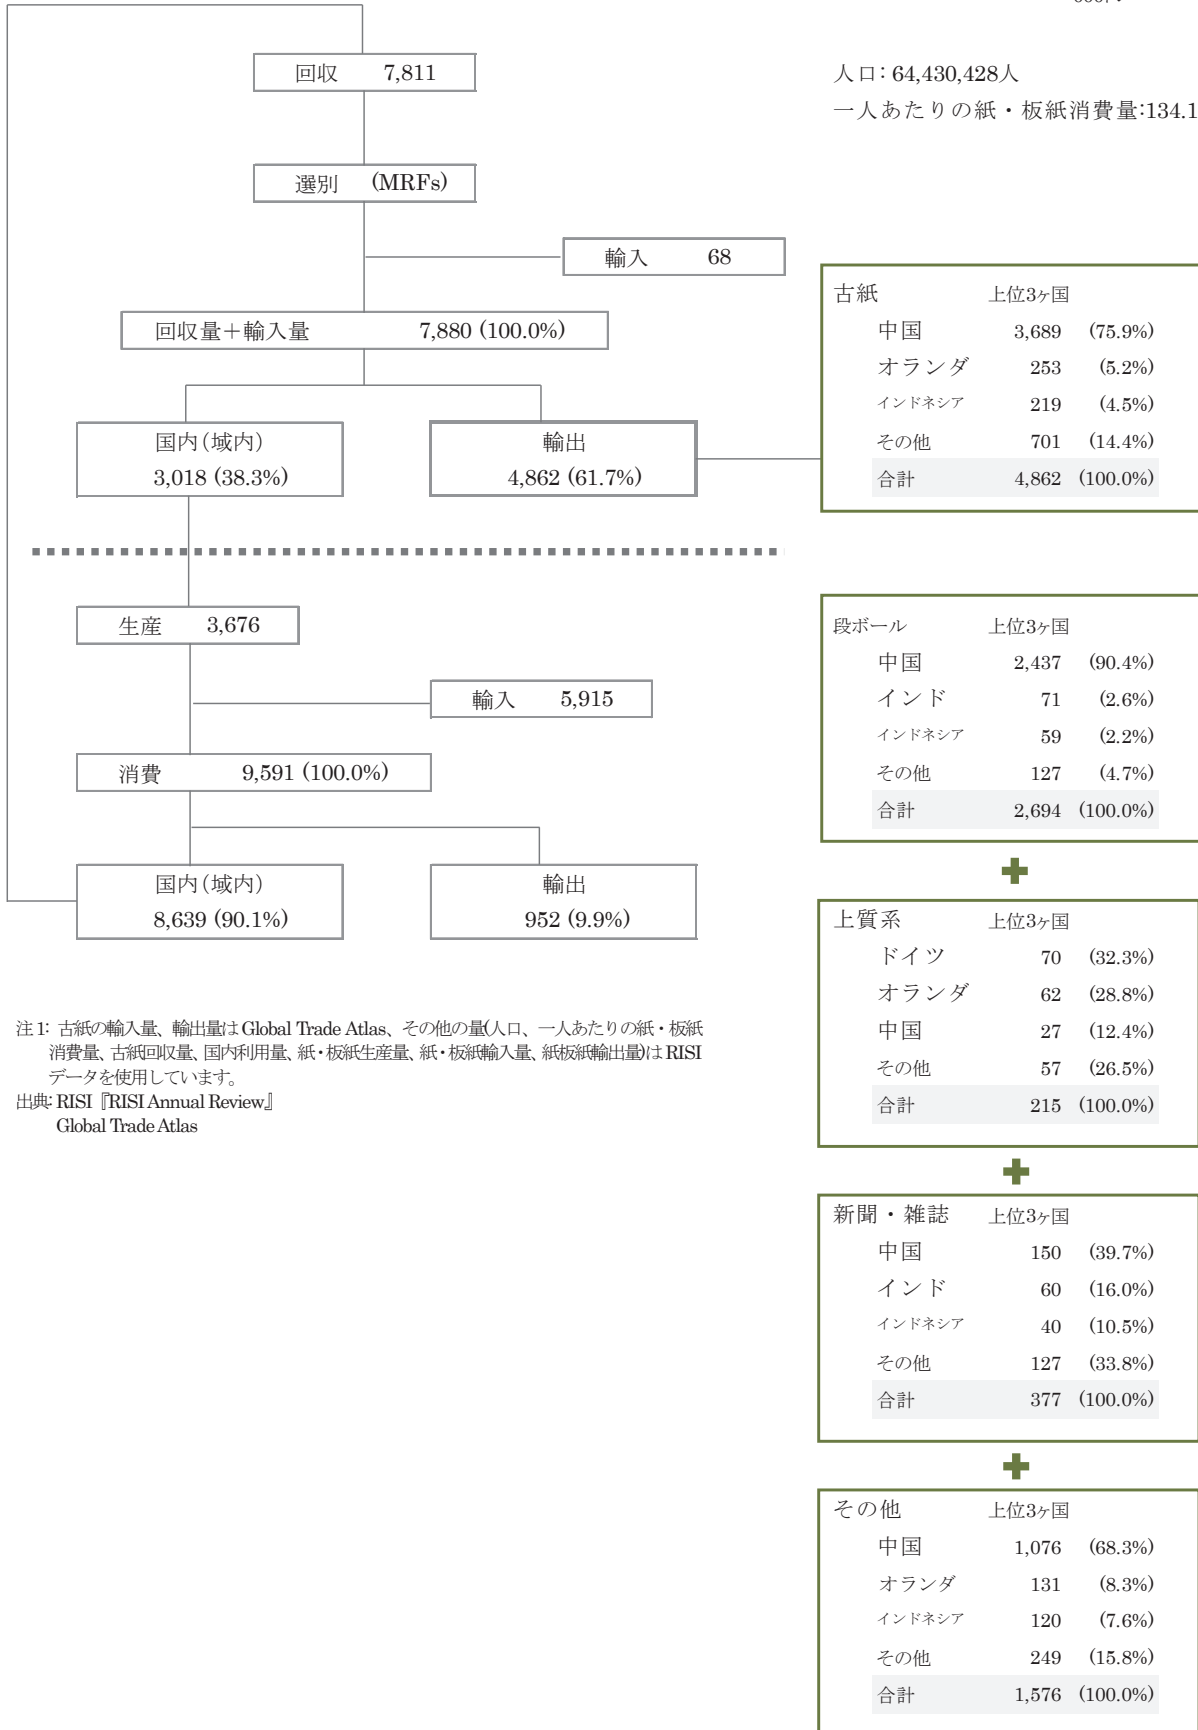 回収 7,811
人口：64,430,428人
一人あたりの紙・板紙消費量:134.1
選別 (MRFs)
輸入 68
回収量＋輸入量 7,880 (100.0%)
国内（域内）
3,018 (38.3%)
輸出
4,862 (61.7%)
古紙 上位3ヶ国
中国 3,689 (75.9%)
オランダ 253 (5.2%)
インドネシア 219 (4.5%)
その他 701 (14.4%)
合計 4,862 (100.0%)
生産 3,676
輸入 5,915
消費 9,591 (100.0%)
国内（域内）
8,639 (90.1%)
輸出
952 (9.9%)
段ボール 上位3ヶ国
中国 2,437 (90.4%)
インド 71 (2.6%)
インドネシア 59 (2.2%)
その他 127 (4.7%)
合計 2,694 (100.0%)
上質系 上位3ヶ国
ドイツ 70 (32.3%)
オランダ 62 (28.8%)
中国 27 (12.4%)
その他 57 (26.5%)
合計 215 (100.0%)
注1: 古紙の輸入量、輸出量は Global Trade Atlas、その他の量(人口、一人あたりの紙・板紙
消費量、古紙回収量、国内利用量、紙・板紙生産量、紙・板紙輸入量、紙板紙輸出量)は RISI
データを使用しています。
出典: RISI『RISI Annual Review』
Global Trade Atlas
新聞・雑誌 上位3ヶ国
中国 150 (39.7%)
インド 60 (16.0%)
インドネシア 40 (10.5%)
その他 127 (33.8%)
合計 377 (100.0%)
その他 上位3ヶ国
中国 1,076 (68.3%)
オランダ 131 (8.3%)
インドネシア 120 (7.6%)
その他 249 (15.8%)
合計 1,576 (100.0%)